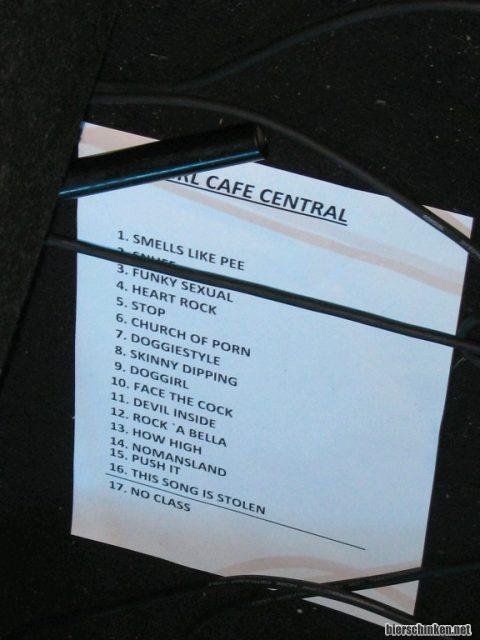 CAFE CENTRAL
1. SMELLS LIKE PEE
2.
3. FUNKY SEXUAL
4. HEART ROCK
5. STOP
6. CHURCH OF PORN
7. DOGGIESTYLE
8. SKINNY DIPPING
9. DOGGIRL
10. FACE THE COCK
11. DEVIL INSIDE
12. ROCK `A BELLA
13. HOW HIGH
14. NOMANSLAND
15. PUSH IT
16. THIS SONG IS STOLEN
17. NO CLASS
bierschinken.net